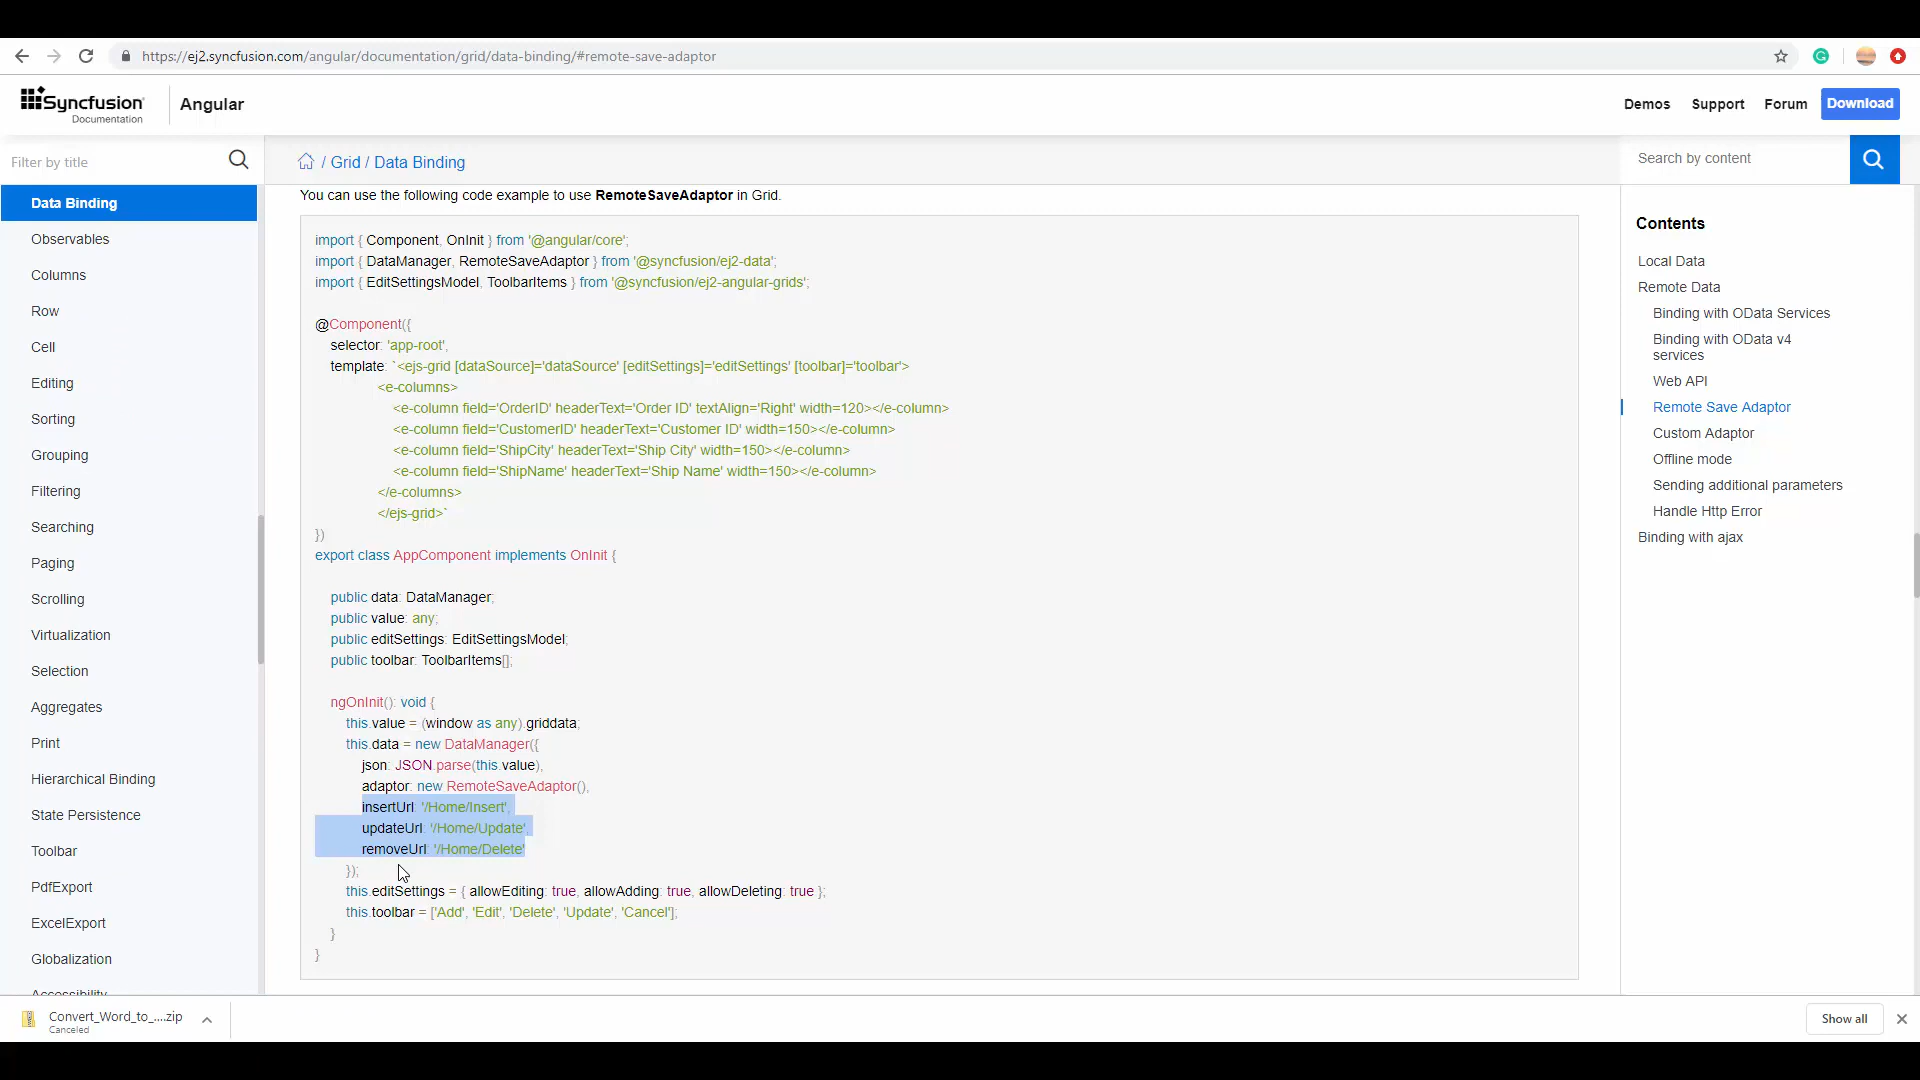 https://ej2.syncfusion.com/angular/documentation/grid/data-binding/#remote-save-adaptor
Syncfusion
Documentation
Angular
Demos
Support
Forum
Download
Filter by title
/ Grid / Data Binding
Search by content
Data Binding
Observables
Columns
Row
Cell
Editing
Sorting
Grouping
Filtering
Searching
Paging
Scrolling
Virtualization
Selection
Aggregates
Print
Hierarchical Binding
State Persistence
Toolbar
PdfExport
ExcelExport
Globalization
Accessibility
You can use the following code example to use RemoteSaveAdaptor in Grid.
import { Component, OnInit } from '@angular/core';
import { DataManager, RemoteSaveAdaptor } from '@syncfusion/ej2-data';
import { EditSettingsModel, ToolbarItems } from '@syncfusion/ej2-angular-grids';
@Component({
selector: 'app-root',
template: `<ejs-grid [dataSource]='dataSource' [editSettings]='editSettings' [toolbar]='toolbar'>
<e-columns>
<e-column field='OrderID' headerText='Order ID' textAlign='Right' width=120></e-column>
<e-column field='CustomerID' headerText='Customer ID' width=150></e-column>
<e-column field='ShipCity' headerText='Ship City' width=150></e-column>
<e-column field='ShipName' headerText='Ship Name' width=150></e-column>
</e-columns>
</ejs-grid>`
})
export class AppComponent implements OnInit {
public data: DataManager;
public value: any;
public editSettings: EditSettingsModel;
public toolbar: ToolbarItems[];
ngOnInit(): void {
this.value = (window as any).griddata;
this.data = new DataManager({
json: JSON.parse(this.value),
adaptor: new RemoteSaveAdaptor(),
insertUrl: '/Home/Insert',
updateUrl: '/Home/Update',
removeUrl: '/Home/Delete'
});
this.editSettings = { allowEditing: true, allowAdding: true, allowDeleting: true };
this.toolbar = ['Add', 'Edit', 'Delete', 'Update', 'Cancel'];
}
}
Contents
Local Data
Remote Data
Binding with OData Services
Binding with OData v4
services
Web API
Remote Save Adaptor
Custom Adaptor
Offline mode
Sending additional parameters
Handle Http Error
Binding with ajax
Convert_Word_to_....zip
Canceled
Show all